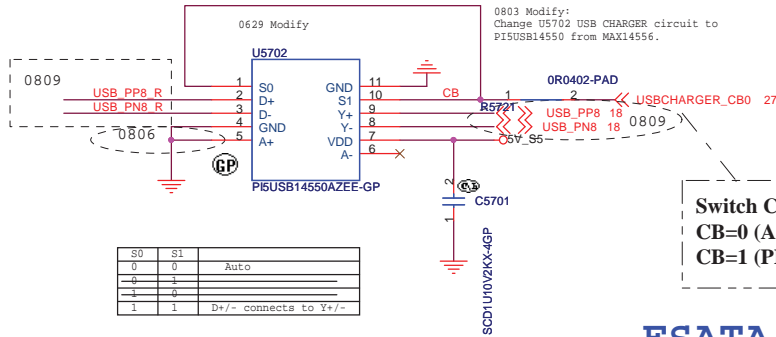 0629 Modify
0803 Modify:
Change U5702 USB CHARGER circuit to
PI5USB14550 from MAX14556.
U5702
0809
USB_PP8_R
USB_PN8_R
0806
1 S0
2 D+
3 D-
4 GND
5 A+
GND 11
S1 10
Y+ 9
Y- 8
VDD 7
A- 6
PI5USB14550AZEE-GP
GP
CB
1 0R0402-PAD 2
R5721
USBCHARGER_CB0 27
USB_PP8 18
USB_PN8 18
0809
5V_S5
2
1
C5701
SCD1U10V2KX-4GP
Switch C
CB=0 (A
CB=1 (P
S0 S1
0 0 Auto
0 1
1 0
1 1 D+/- connects to Y+/-
ESATA